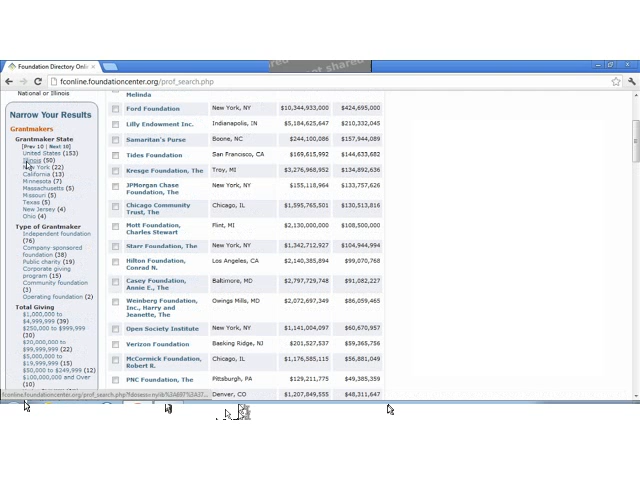 Foundation Directory Onl
fconline.foundationcenter.org/prof_search.php
National or Illinois
Narrow Your Results
Grantmakers
Grantmaker State
[Prev 10 | Next 10]
United States (153)
Illinois (50)
New York (22)
California (13)
Minnesota (7)
Massachusetts (5)
Missouri (5)
Texas (5)
New Jersey (4)
Ohio (4)
Type of Grantmaker
Independent foundation (76)
Company-sponsored foundation (38)
Public charity (19)
Corporate giving program (15)
Community foundation (3)
Operating foundation (2)
Total Giving
$1,000,000 to $4,999,999 (39)
$250,000 to $999,999 (30)
$20,000,000 to $99,999,999 (22)
$5,000,000 to $19,999,999 (15)
$50,000 to $249,999 (12)
$100,000,000 and Over (10)
Melinda
Ford Foundation New York, NY $10,344,933,000 $424,695,000
Lilly Endowment Inc. Indianapolis, IN $5,184,625,647 $210,332,045
Samaritan's Purse Boone, NC $244,100,086 $157,944,089
Tides Foundation San Francisco, CA $169,615,992 $144,633,682
Kresge Foundation, The Troy, MI $3,276,968,952 $134,892,636
JPMorgan Chase Foundation, The New York, NY $155,118,964 $133,757,626
Chicago Community Trust, The Chicago, IL $1,595,765,501 $130,513,816
Mott Foundation, Charles Stewart Flint, MI $2,130,000,000 $108,500,000
Starr Foundation, The New York, NY $1,342,712,927 $104,944,994
Hilton Foundation, Conrad N. Los Angeles, CA $2,140,385,894 $99,070,768
Casey Foundation, Annie E., The Baltimore, MD $2,797,729,748 $91,082,227
Weinberg Foundation, Inc., Harry and Jeanette, The Owings Mills, MD $2,072,697,349 $86,059,465
Open Society Institute New York, NY $1,141,004,097 $60,670,957
Verizon Foundation Basking Ridge, NJ $201,527,537 $59,265,756
McCormick Foundation, Robert R. Chicago, IL $1,176,585,115 $56,881,049
PNC Foundation, The Pittsburgh, PA $129,211,775 $49,385,359
Denver, CO $1,207,849,555 $48,311,647